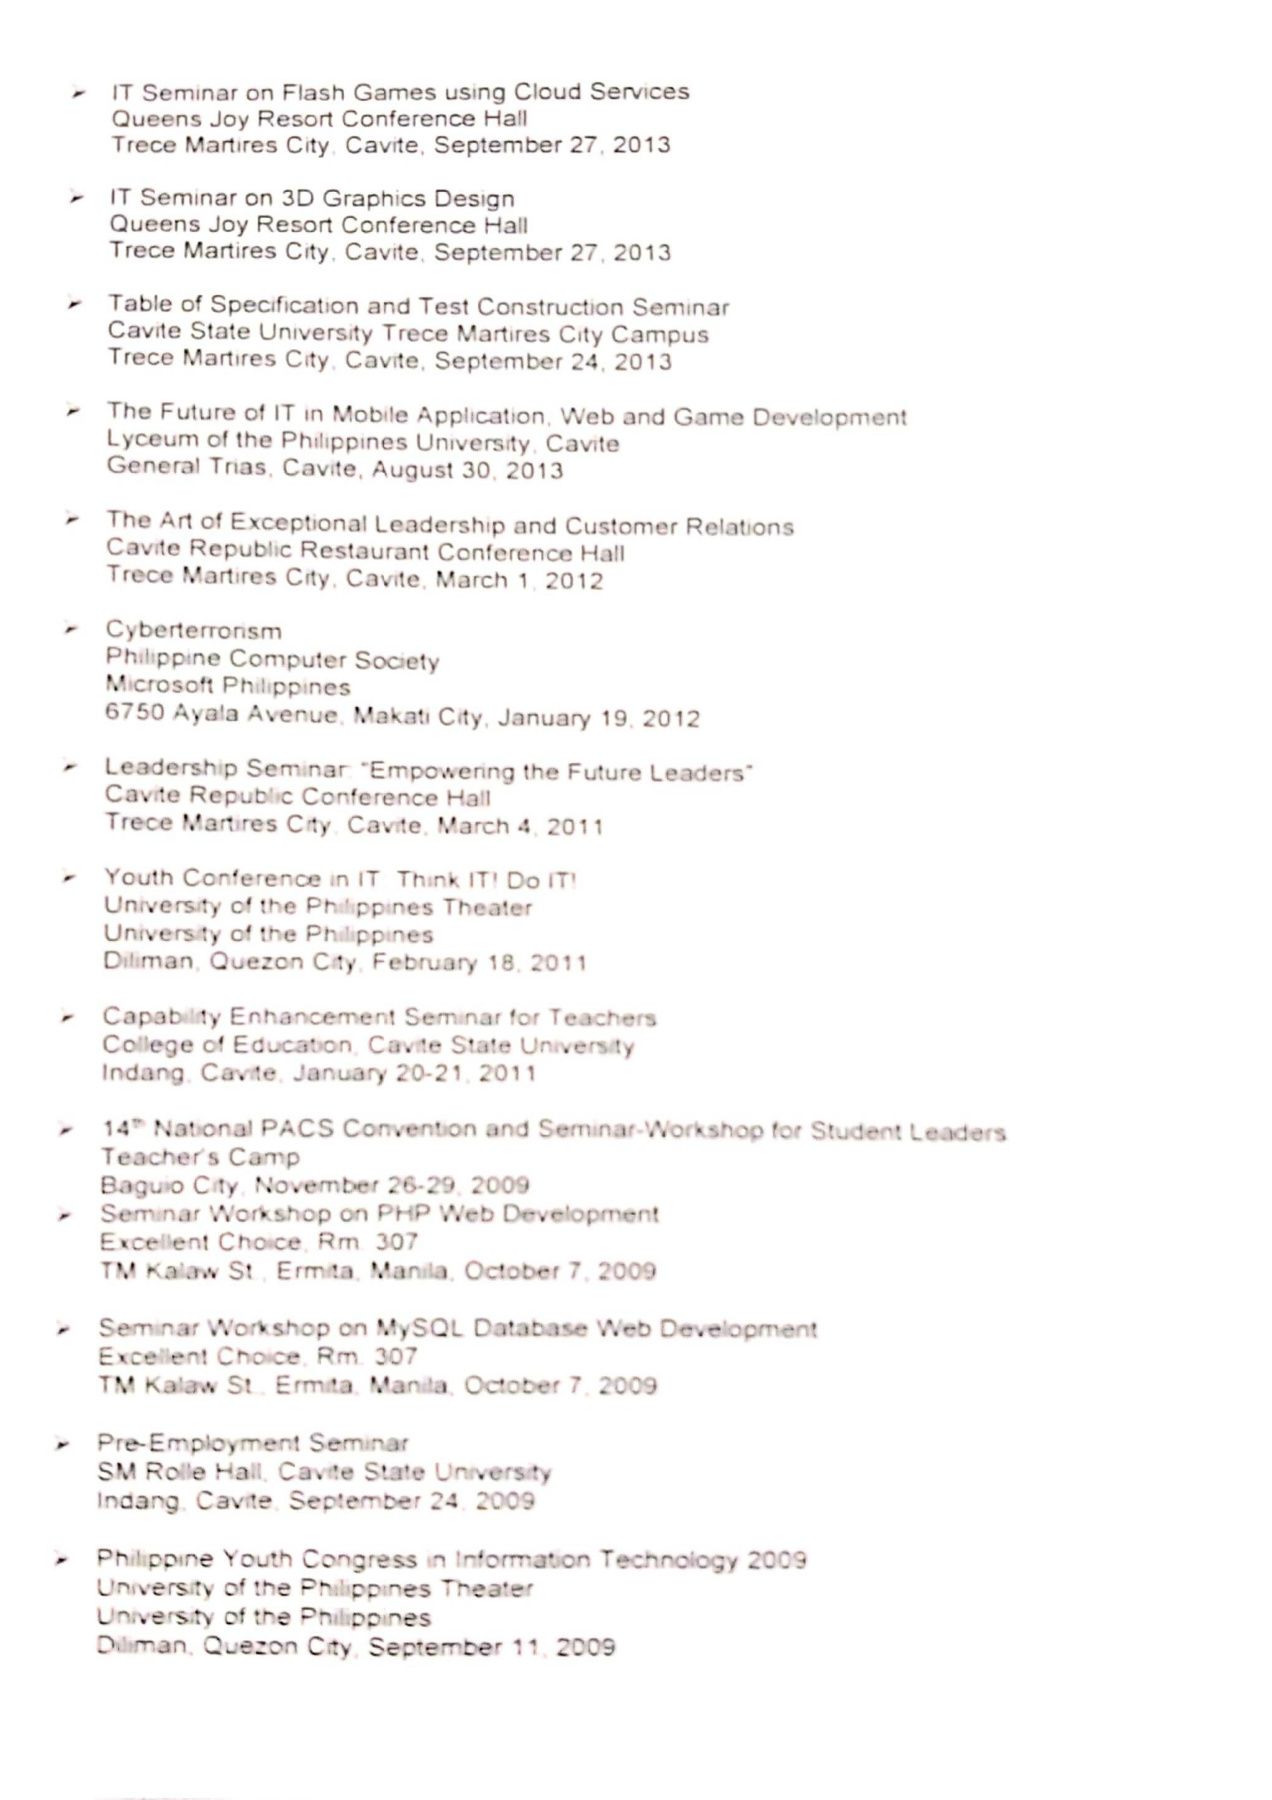 ➢ IT Seminar on Flash Games using Cloud Services
Queens Joy Resort Conference Hall
Trece Martires City, Cavite, September 27, 2013
➢ IT Seminar on 3D Graphics Design
Queens Joy Resort Conference Hall
Trece Martires City, Cavite, September 27, 2013
➢ Table of Specification and Test Construction Seminar
Cavite State University Trece Martires City Campus
Trece Martires City, Cavite, September 24, 2013
➢ The Future of IT in Mobile Application, Web and Game Development
Lyceum of the Philippines University, Cavite
General Trias, Cavite, August 30, 2013
➢ The Art of Exceptional Leadership and Customer Relations
Cavite Republic Restaurant Conference Hall
Trece Martires City, Cavite, March 1, 2012
➢ Cyberterrorism
Philippine Computer Society
Microsoft Philippines
6750 Ayala Avenue, Makati City, January 19, 2012
➢ Leadership Seminar: "Empowering the Future Leaders"
Cavite Republic Conference Hall
Trece Martires City, Cavite, March 4, 2011
➢ Youth Conference in IT: Think IT! Do IT!
University of the Philippines Theater
University of the Philippines
Diliman, Quezon City, February 18, 2011
➢ Capability Enhancement Seminar for Teachers
College of Education, Cavite State University
Indang, Cavite, January 20-21, 2011
➢ 14th National PACS Convention and Seminar-Workshop for Student Leaders
Teacher's Camp
Baguio City, November 26-29, 2009
➢ Seminar Workshop on PHP Web Development
Excellent Choice, Rm. 307
TM Kalaw St., Ermita, Manila, October 7, 2009
➢ Seminar Workshop on MySQL Database Web Development
Excellent Choice, Rm. 307
TM Kalaw St., Ermita, Manila, October 7, 2009
➢ Pre-Employment Seminar
SM Rolle Hall, Cavite State University
Indang, Cavite, September 24, 2009
➢ Philippine Youth Congress in Information Technology 2009
University of the Philippines Theater
University of the Philippines
Diliman, Quezon City, September 11, 2009